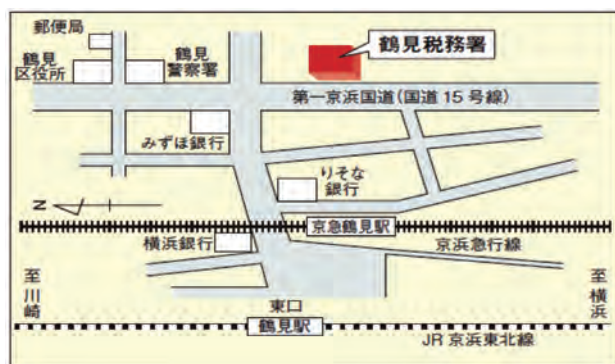 郵便局
鶴見税務署
鶴見
区役所
鶴見
警察署
第一京浜国道(国道15号線)
みずほ銀行
りそな
銀行
N
京急鶴見駅
横浜銀行
京浜急行線
至川崎
至横浜
東口
鶴見駅
JR 京浜東北線